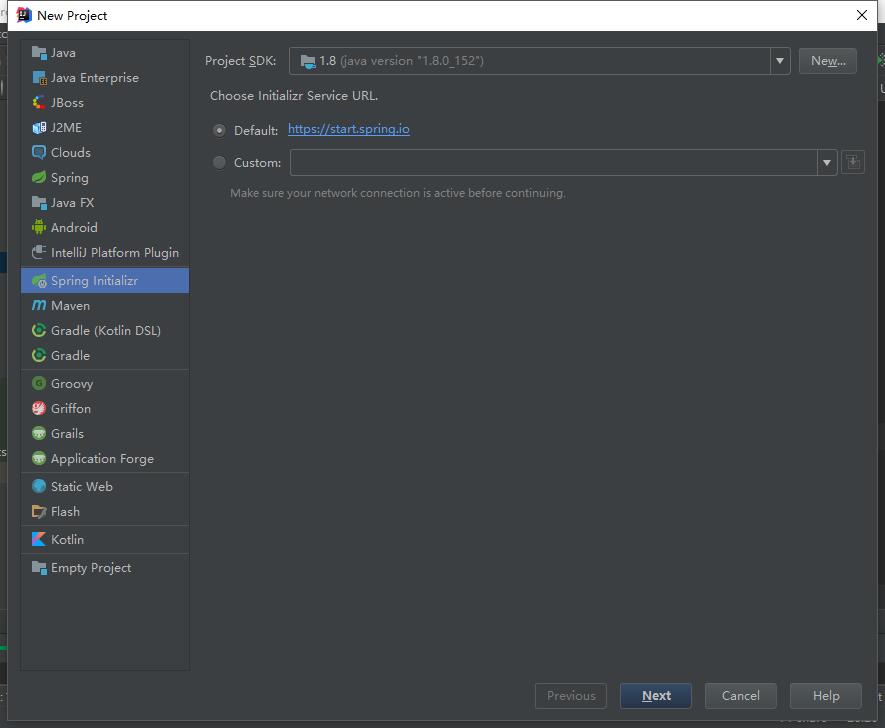 New Project
Java
Java Enterprise
JBoss
J2ME
Clouds
Spring
Java FX
Android
IntelliJ Platform Plugin
Spring Initializr
Maven
Gradle (Kotlin DSL)
Gradle
Groovy
Griffon
Grails
Application Forge
Static Web
Flash
Kotlin
Empty Project
Project SDK: 1.8 (java version "1.8.0_152") New...
Choose Initializr Service URL.
Default: https://start.spring.io
Custom:
Make sure your network connection is active before continuing.
Previous Next Cancel Help